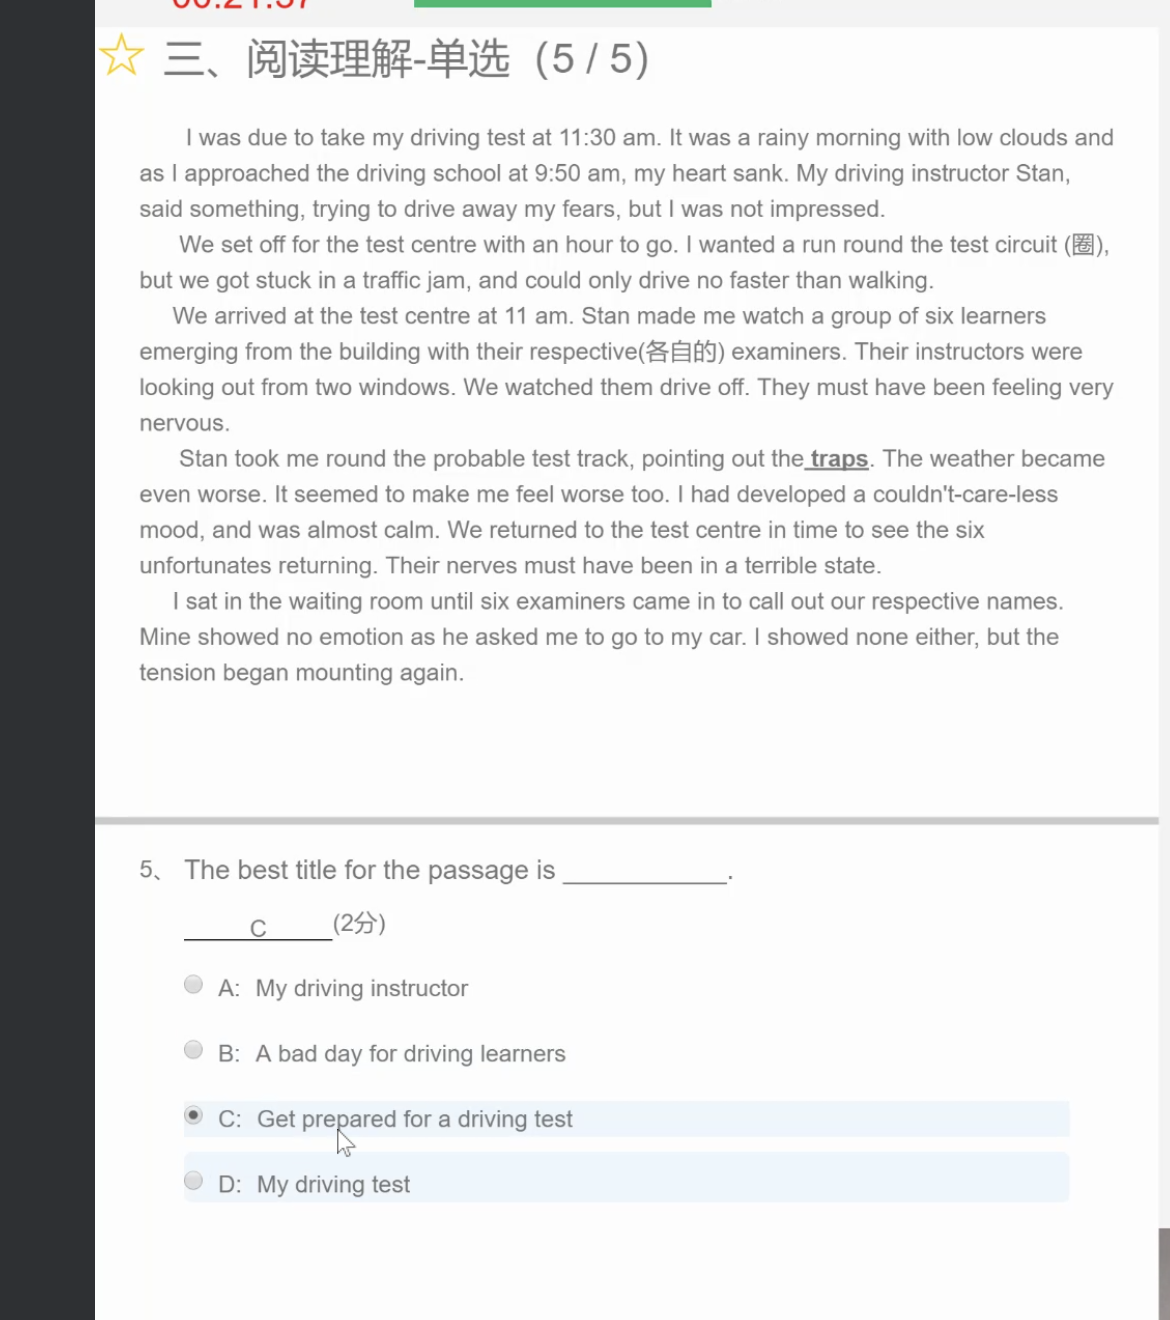 三、阅读理解-单选（5 / 5）
I was due to take my driving test at 11:30 am. It was a rainy morning with low clouds and
as I approached the driving school at 9:50 am, my heart sank. My driving instructor Stan,
said something, trying to drive away my fears, but I was not impressed.
We set off for the test centre with an hour to go. I wanted a run round the test circuit (圈),
but we got stuck in a traffic jam, and could only drive no faster than walking.
We arrived at the test centre at 11 am. Stan made me watch a group of six learners
emerging from the building with their respective(各自的) examiners. Their instructors were
looking out from two windows. We watched them drive off. They must have been feeling very
nervous.
Stan took me round the probable test track, pointing out the traps. The weather became
even worse. It seemed to make me feel worse too. I had developed a couldn't-care-less
mood, and was almost calm. We returned to the test centre in time to see the six
unfortunates returning. Their nerves must have been in a terrible state.
I sat in the waiting room until six examiners came in to call out our respective names.
Mine showed no emotion as he asked me to go to my car. I showed none either, but the
tension began mounting again.
5、 The best title for the passage is ____________.
C (2分)
A: My driving instructor
B: A bad day for driving learners
C: Get prepared for a driving test
D: My driving test